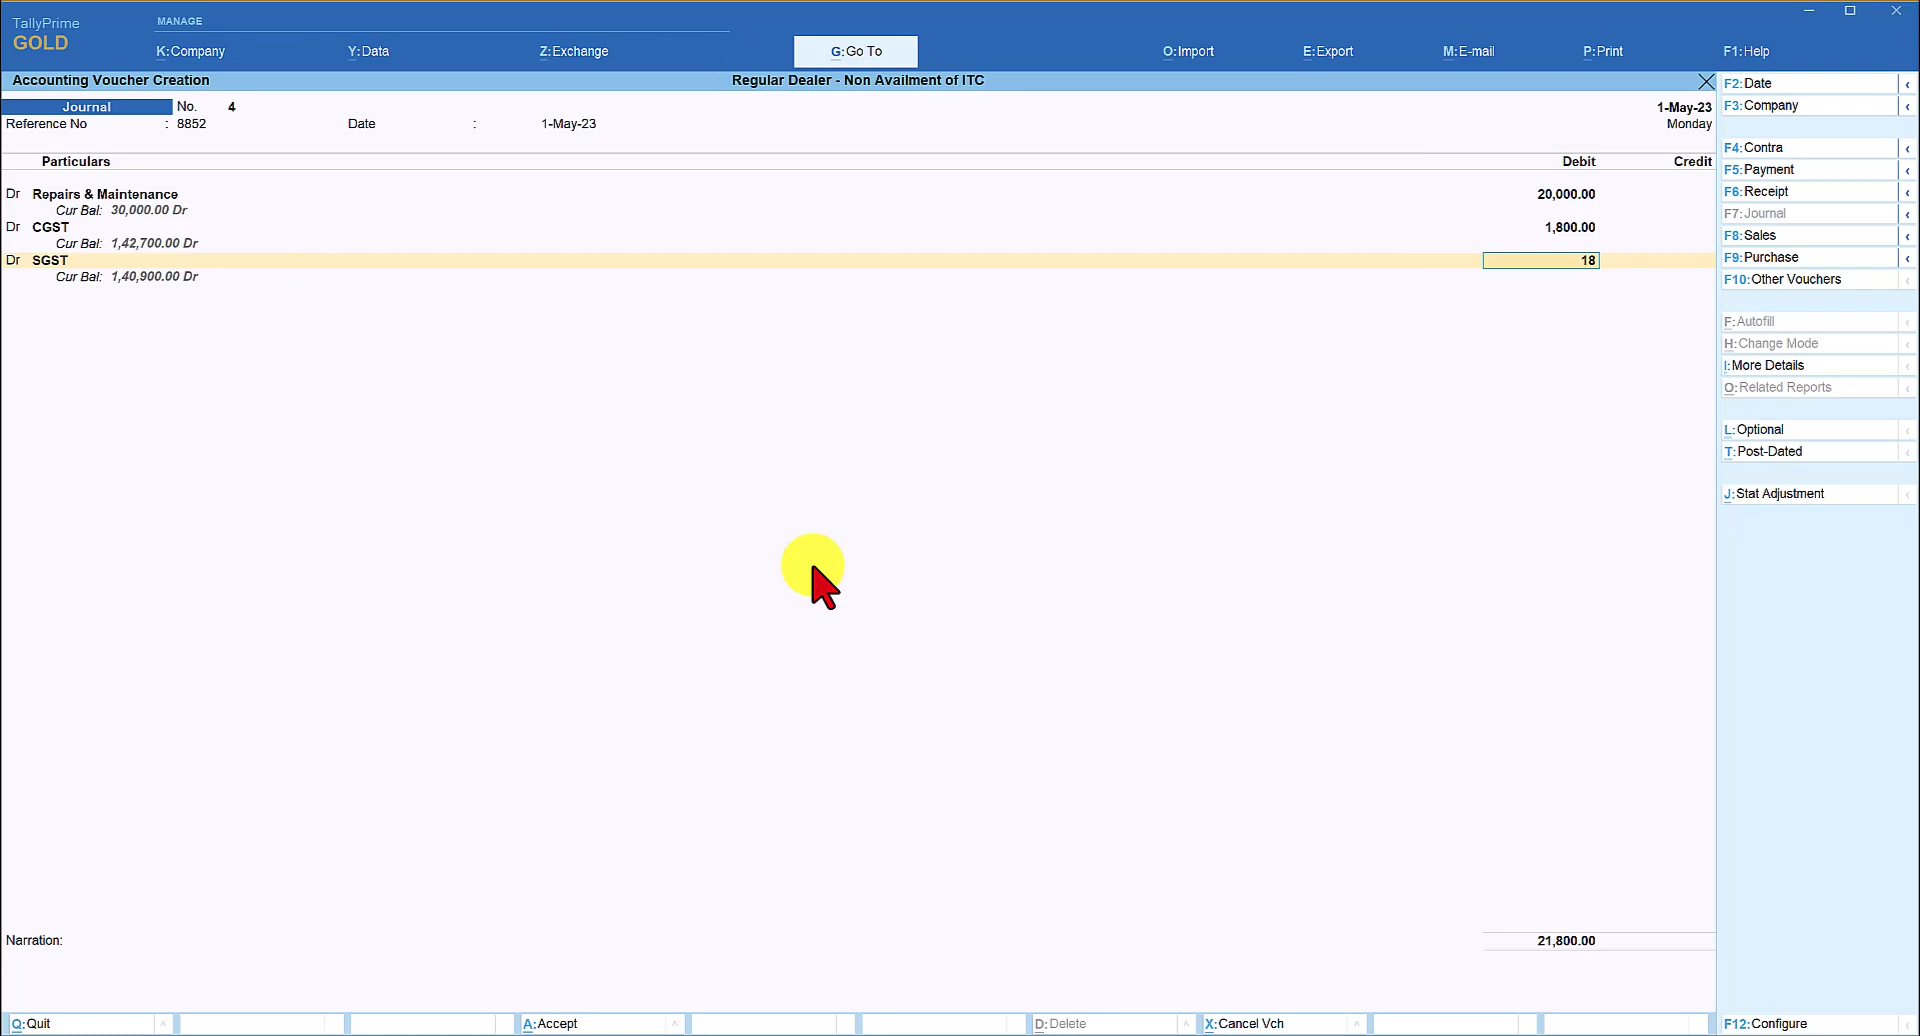 TallyPrime
GOLD
MANAGE
K:Company Y:Data Z:Exchange G:Go To O:Import E:Export M:E-mail P:Print F1:Help
Accounting Voucher Creation Regular Dealer - Non Availment of ITC
Journal No. 4 1-May-23
Reference No : 8852 Date : 1-May-23 Monday
Particulars Debit Credit
Dr Repairs & Maintenance 20,000.00
Cur Bal: 30,000.00 Dr
Dr CGST 1,800.00
Cur Bal: 1,42,700.00 Dr
Dr SGST 18
Cur Bal: 1,40,900.00 Dr
Narration: 21,800.00
F2:Date
F3:Company
F4:Contra
F5:Payment
F6:Receipt
F7:Journal
F8:Sales
F9:Purchase
F10:Other Vouchers
F:Autofill
H:Change Mode
I:More Details
O:Related Reports
L:Optional
T:Post-Dated
J:Stat Adjustment
Q:Quit A:Accept D:Delete X:Cancel Vch F12:Configure